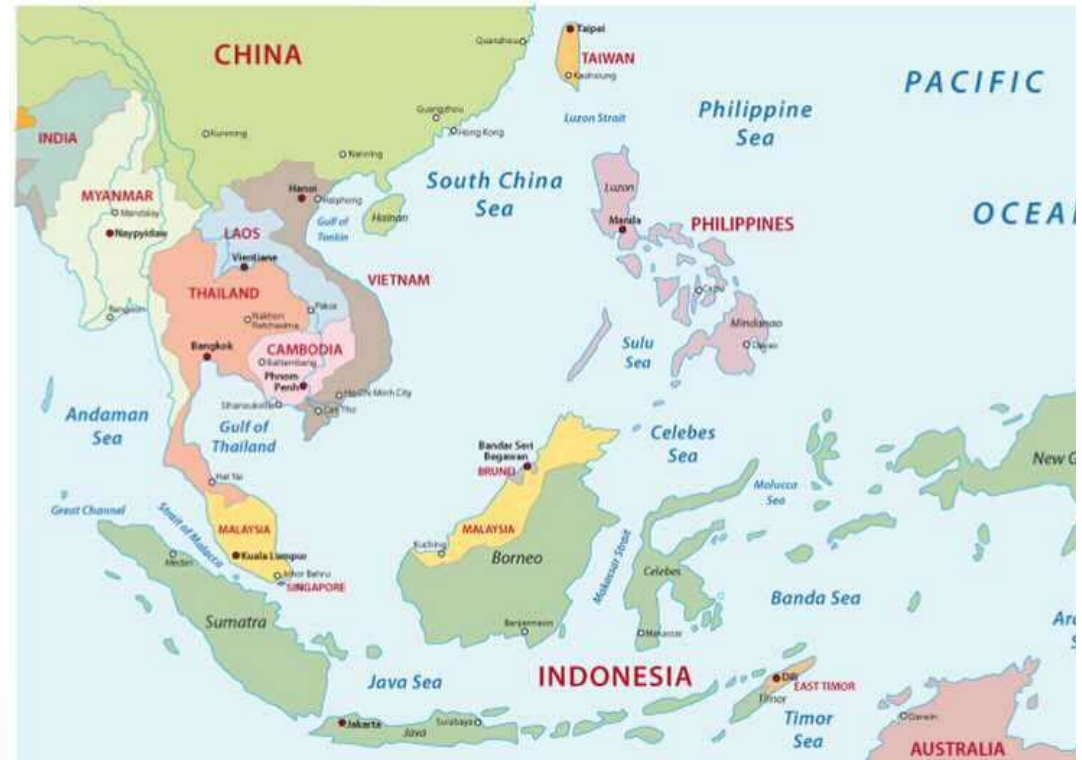 CHINA
Quanzhou
Taipei
TAIWAN
Kaohsiung
PACIFIC
Luzon Strait
Philippine
Sea
Guangzhou
Hong Kong
Kunming
Nanning
INDIA
MYANMAR
Mandalay
Naypyidaw
Hanoi
Haiphong
Gulf of
Tonkin
Hainan
South China
Sea
Luzon
Manila
PHILIPPINES
OCEAN
LAOS
Vientiane
VIETNAM
THAILAND
Nakhon
Ratchasima
Pakse
Cebu
Mindanao
Davao
Sulu
Sea
Bangkok
CAMBODIA
Battambang
Phnom
Penh
Ho Chi Minh City
Can Tho
Andaman
Sea
Gulf of
Thailand
Bandar Seri
Begawan
BRUNEI
Celebes
Sea
New G
Hat Yai
Molucca
Sea
Great Channel
Strait of Malacca
MALAYSIA
Kuala Lumpur
Johor Behru
SINGAPORE
Medan
Sumatra
MALAYSIA
Kuching
Borneo
Makassar Strait
Celebes
Banda Sea
Banjarmasin
Makassar
INDONESIA
Java Sea
Jakarta
Java
Surabaya
Dili
EAST TIMOR
Timor
Timor
Sea
Darwin
AUSTRALIA